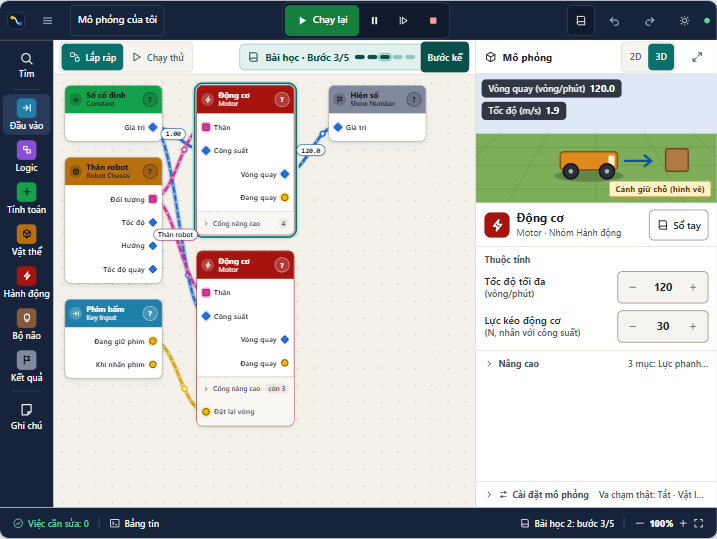 Mô phỏng của tôi
Chạy lại
Tìm
Đầu vào
Logic
Tính toán
Vật thể
Hành động
Bộ não
Kết quả
Ghi chú
Lắp ráp
Chạy thử
Bài học · Bước 3/5
Bước kế
Số cố định
Constant
?
Giá trị
1.00
Thân robot
Robot Chassis
?
Đối tượng
Tốc độ
Hướng
Tốc độ quay
Thân robot
Phím bấm
Key Input
?
Đang giữ phím
Khi nhấn phím
Động cơ
Motor
?
Thân
Công suất
Vòng quay
Đang quay
Cổng nâng cao
4
120.0
Động cơ
Motor
?
Thân
Công suất
Vòng quay
Đang quay
Cổng nâng cao
còn 3
Đặt lại vòng
Hiện số
Show Number
?
Giá trị
Mô phỏng
2D
3D
Vòng quay (vòng/phút) 120.0
Tốc độ (m/s) 1.9
Cảnh giữ chỗ (hình vẽ)
Động cơ
Motor · Nhóm Hành động
Sổ tay
Thuộc tính
Tốc độ tối đa
(vòng/phút)
− 120 +
Lực kéo động cơ
(N, nhân với công suất)
− 30 +
Nâng cao
3 mục: Lực phanh...
Cài đặt mô phỏng
Va chạm thật: Tắt · Vật l...
Việc cần sửa: 0
Bảng tin
Bài học 2: bước 3/5
− 100% +